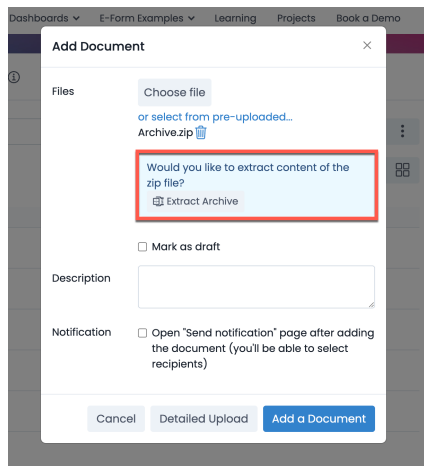 Dashboards E-Form Examples Learning Projects Book a Demo
Add Document
Files
Choose file
or select from pre-uploaded...
Archive.zip
Would you like to extract content of the
zip file?
Extract Archive
Mark as draft
Description
Notification
Open "Send notification" page after adding
the document (you'll be able to select
recipients)
Cancel Detailed Upload Add a Document